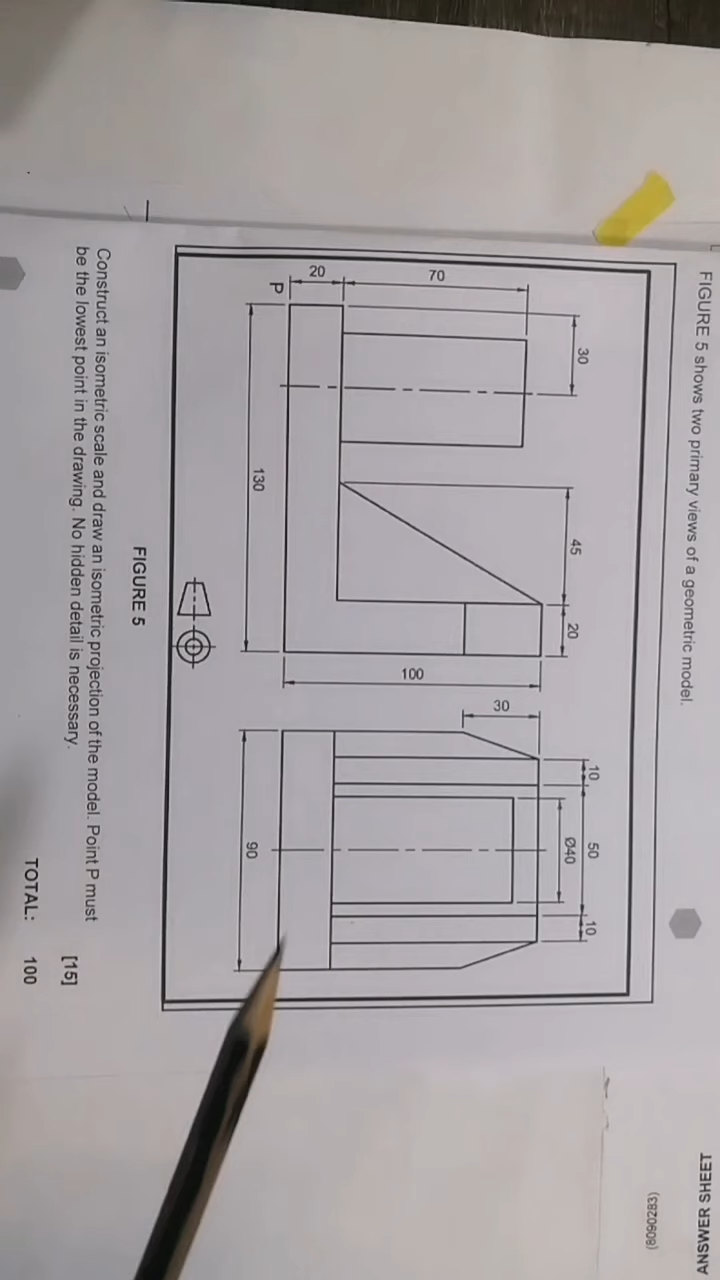 FIGURE 5 shows two primary views of a geometric model.
30
45
20
70
20
P
100
130
30
10
50
10
Ø40
90
FIGURE 5
Construct an isometric scale and draw an isometric projection of the model. Point P must
be the lowest point in the drawing. No hidden detail is necessary.
[15]
TOTAL: 100
ANSWER SHEET
(8090283)